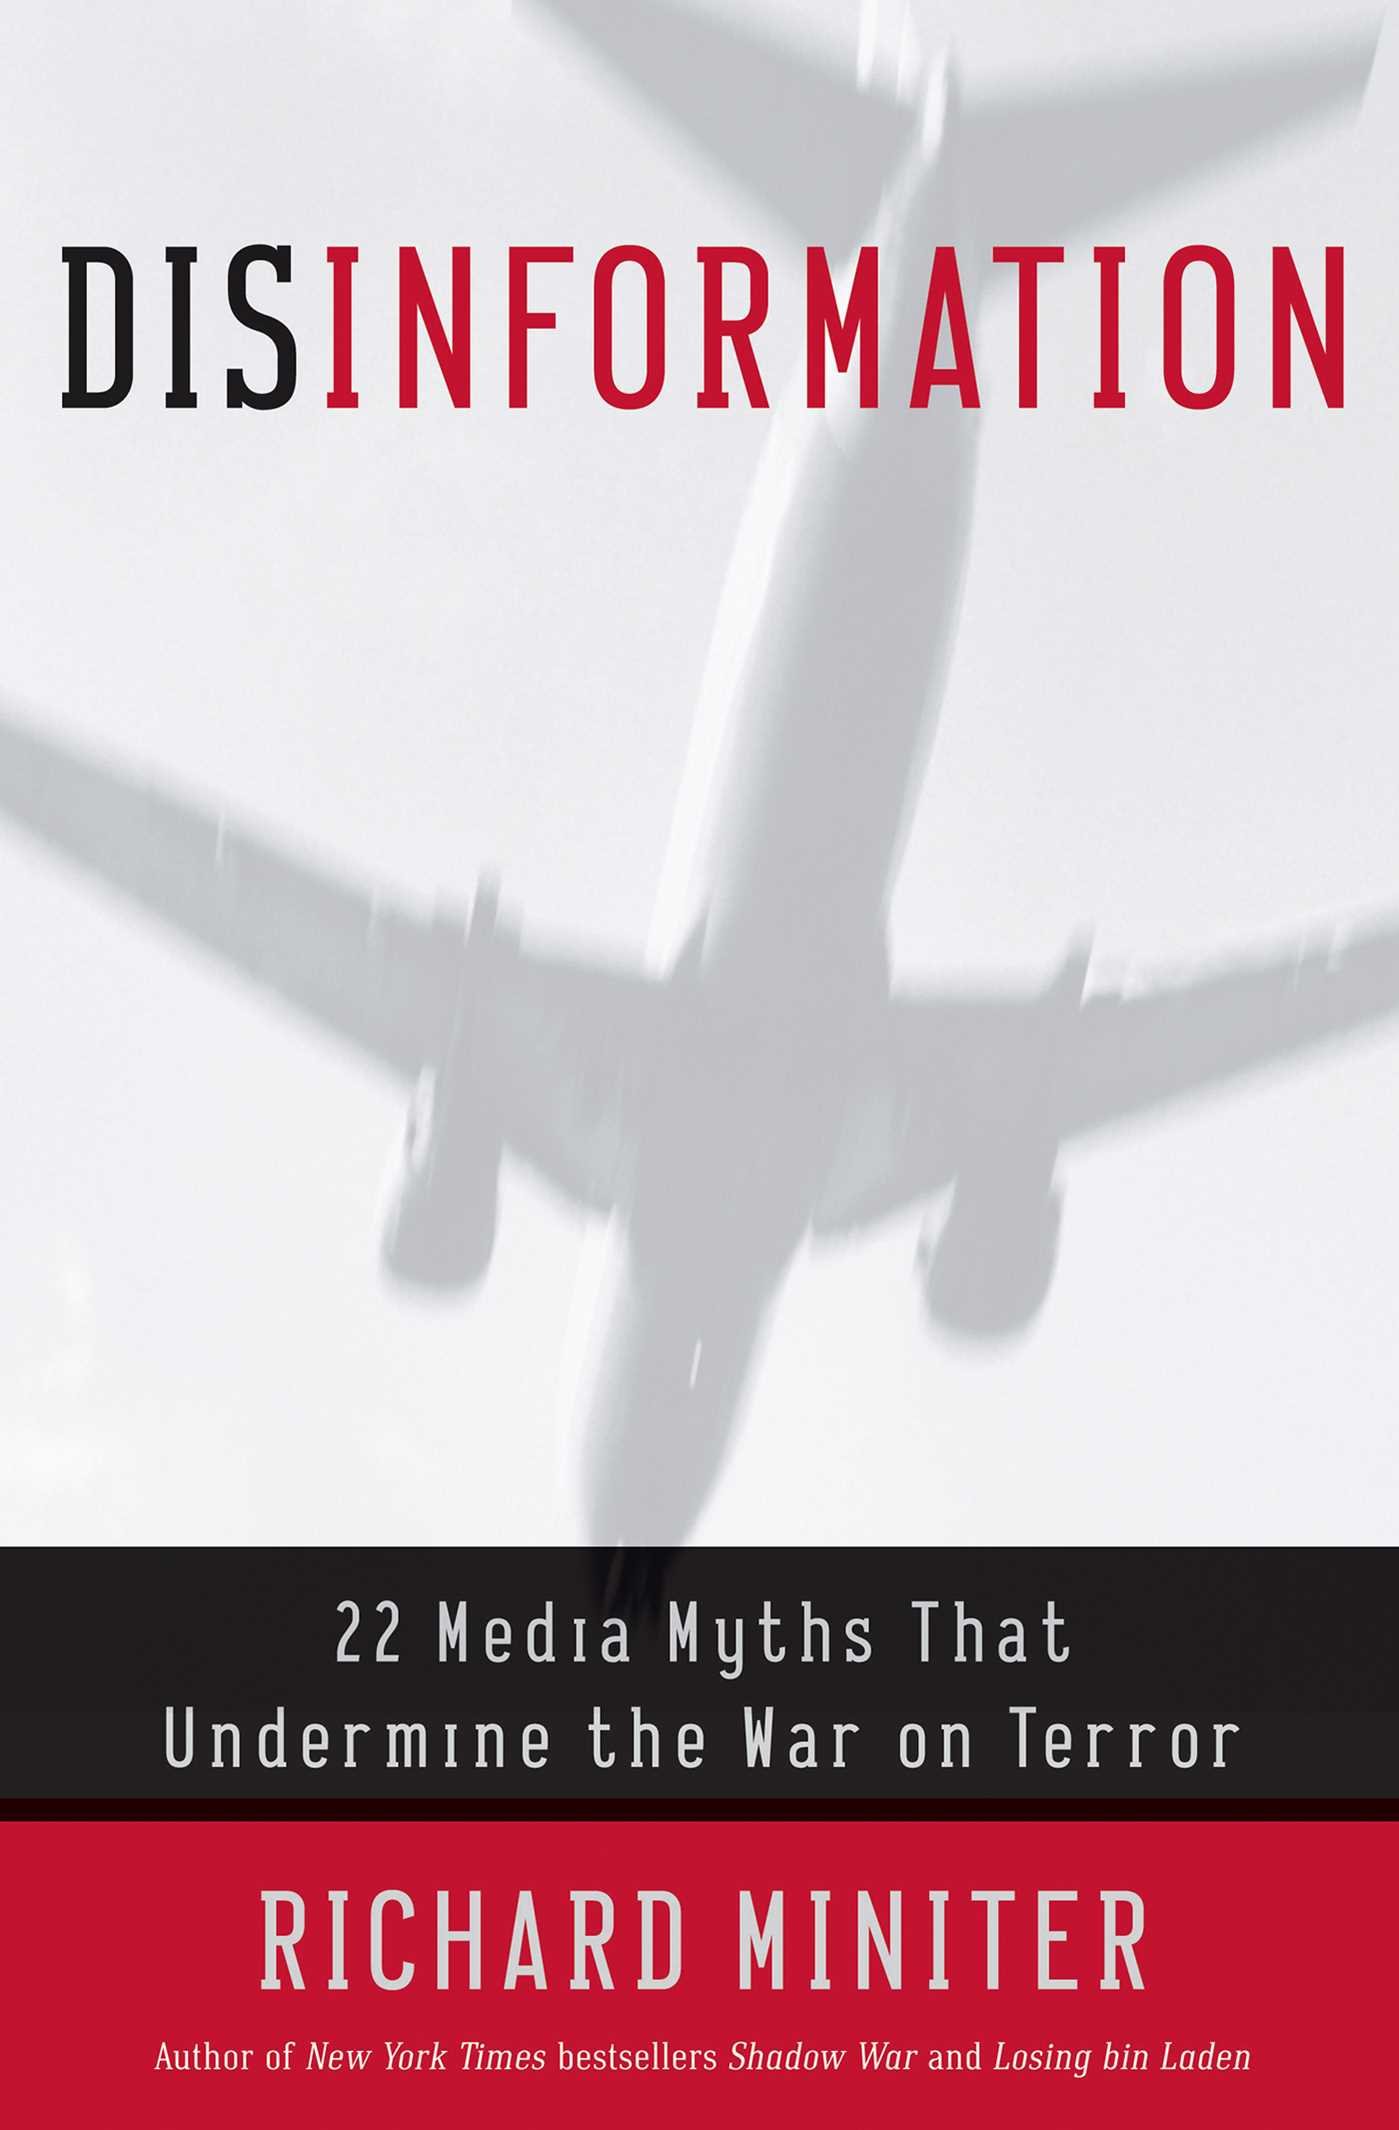 DISINFORMATION
22 Media Myths That
Undermine the War on Terror
RICHARD MINITER
Author of New York Times bestsellers Shadow War and Losing bin Laden